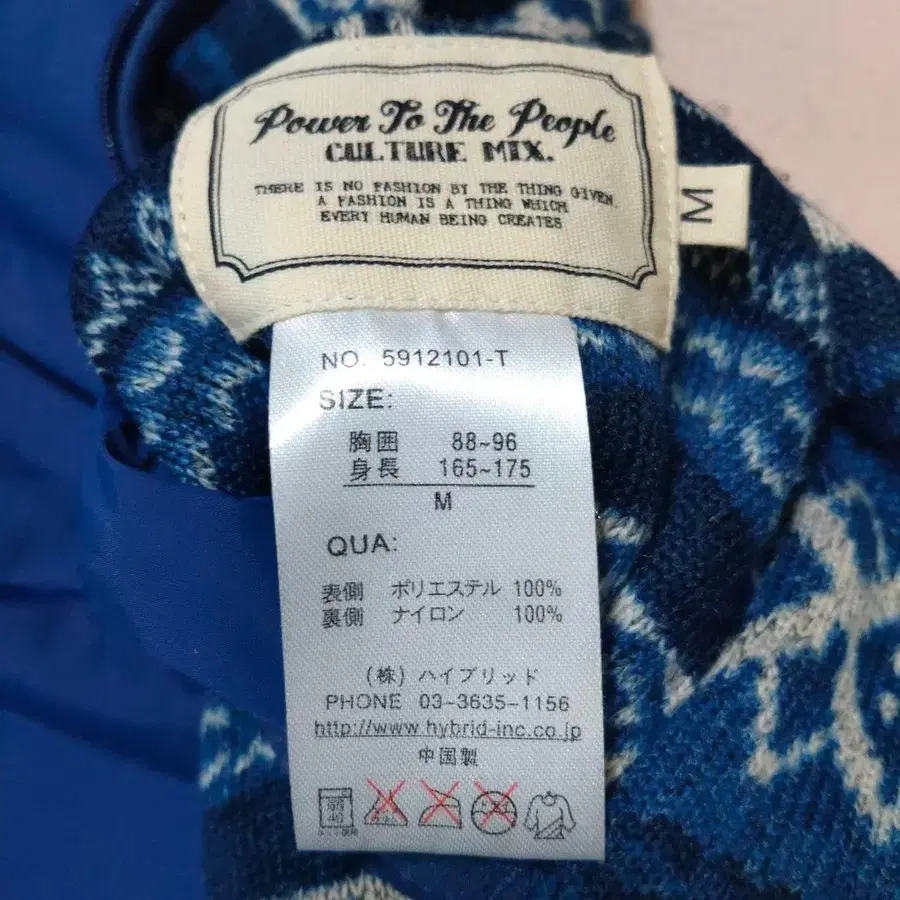 Power To The People
CULTURE MIX.
THERE IS NO FASHION BY THE THING GIVEN.
A FASHION IS A THING WHICH
EVERY HUMAN BEING CREATES
M
NO. 5912101-T
SIZE:
胸囲 88~96
身長 165~175
M
QUA:
表側 ポリエステル 100%
裏側 ナイロン 100%
(株) ハイブリッド
PHONE 03-3635-1156
http://www.hybrid-inc.co.jp
中国製
40